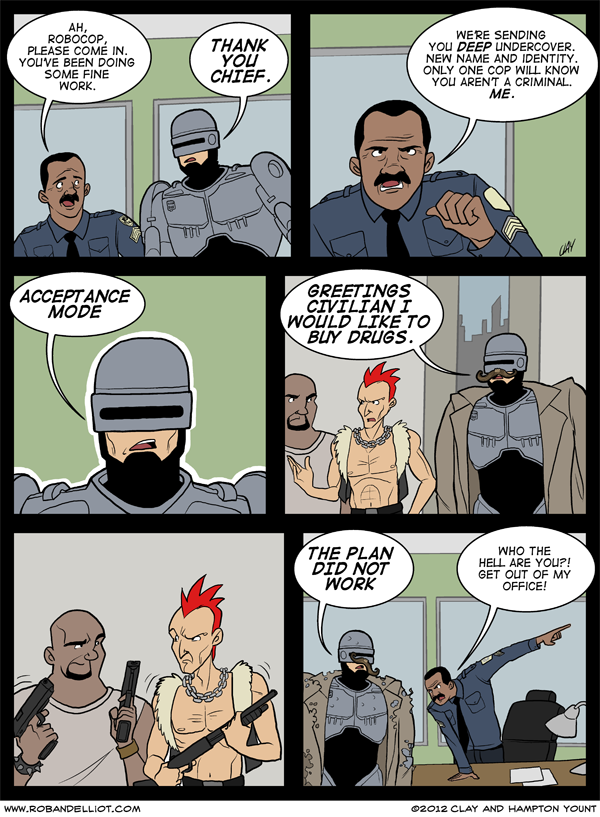 AH,
ROBOCOP,
PLEASE COME IN.
YOU'VE BEEN DOING
SOME FINE
WORK.
THANK
YOU
CHIEF.
WE'RE SENDING
YOU DEEP UNDERCOVER.
NEW NAME AND IDENTITY.
ONLY ONE COP WILL KNOW
YOU AREN'T A CRIMINAL.
ME.
CLAY
ACCEPTANCE
MODE
GREETINGS
CIVILIAN I
WOULD LIKE TO
BUY DRUGS.
THE PLAN
DID NOT
WORK
WHO THE
HELL ARE YOU?!
GET OUT OF MY
OFFICE!
WWW.ROBANDELLIOT.COM
©2012 CLAY AND HAMPTON YOUNT